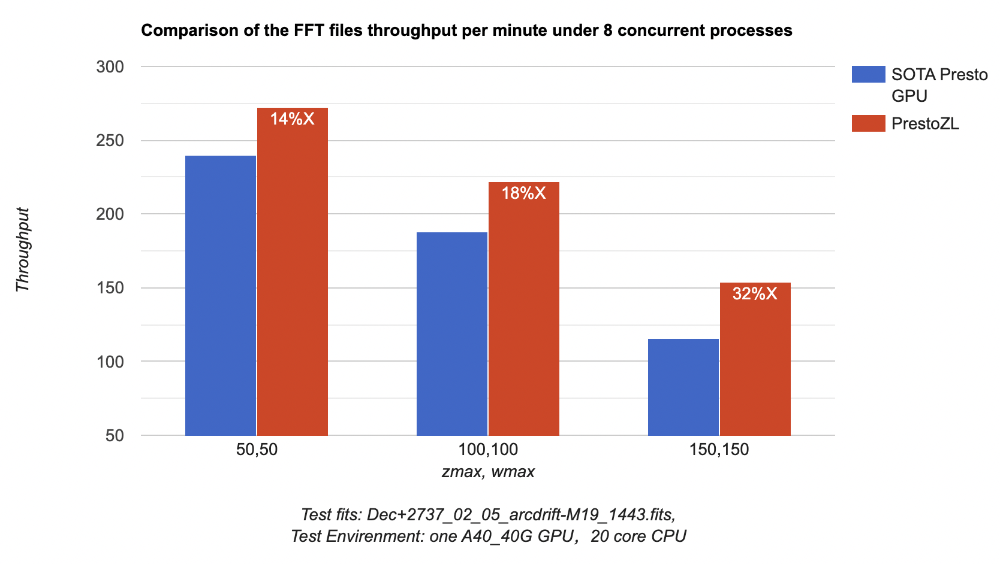 Comparison of the FFT files throughput per minute under 8 concurrent processes
300
250
200
150
100
50
Throughput
14%X
18%X
32%X
SOTA Presto
GPU
PrestoZL
50,50
100,100
150,150
zmax, wmax
Test fits: Dec+2737_02_05_arcdrift-M19_1443.fits,
Test Envirenment: one A40_40G GPU，20 core CPU